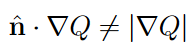 n̂ · ∇Q ≠ |∇Q|